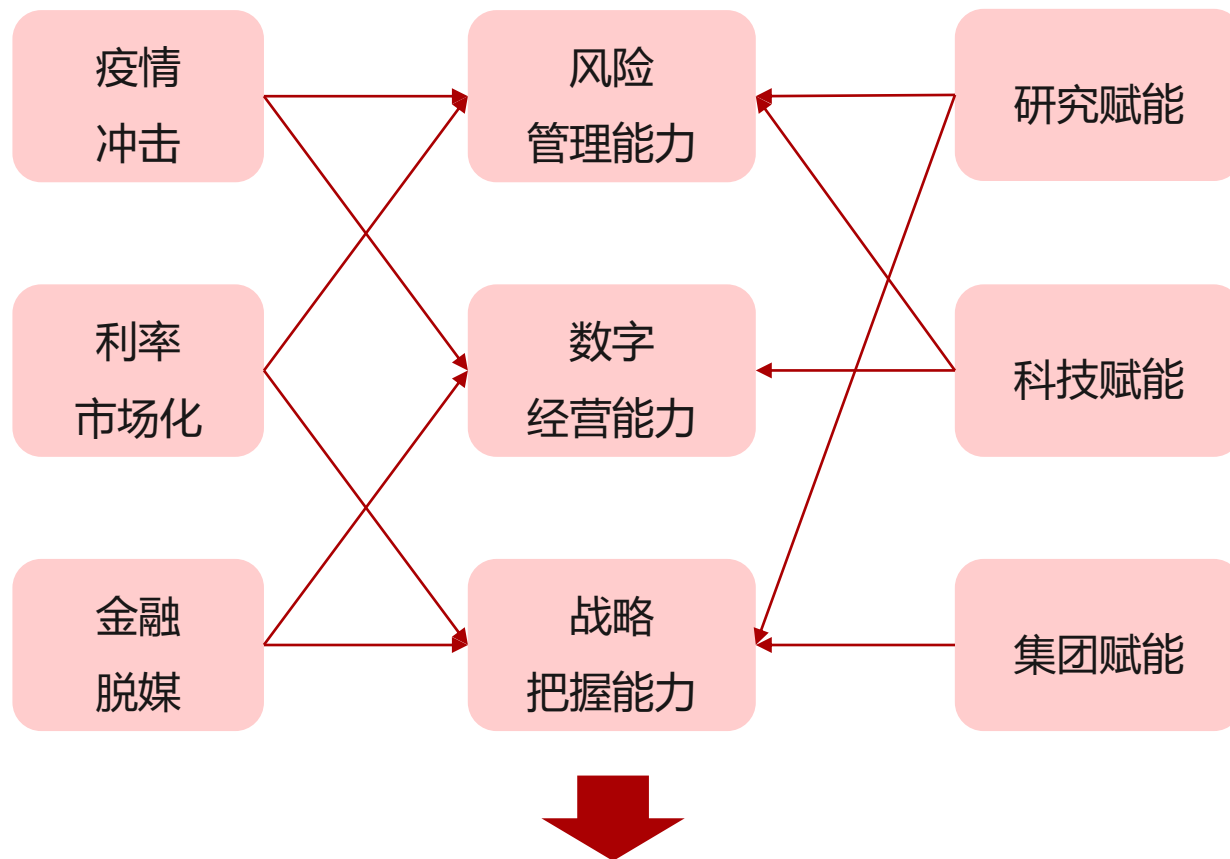 疫情
冲击
风险
管理能力
研究赋能
利率
市场化
数字
经营能力
科技赋能
金融
脱媒
战略
把握能力
集团赋能